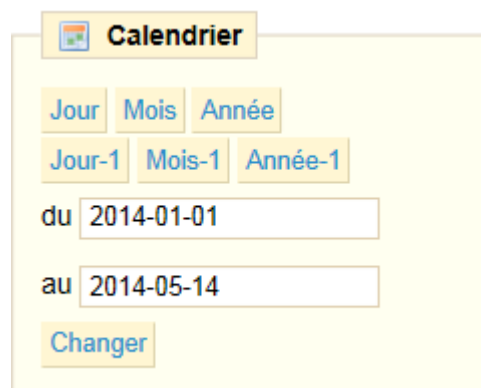 Calendrier
Jour Mois Année
Jour-1 Mois-1 Année-1
du 2014-01-01
au 2014-05-14
Changer